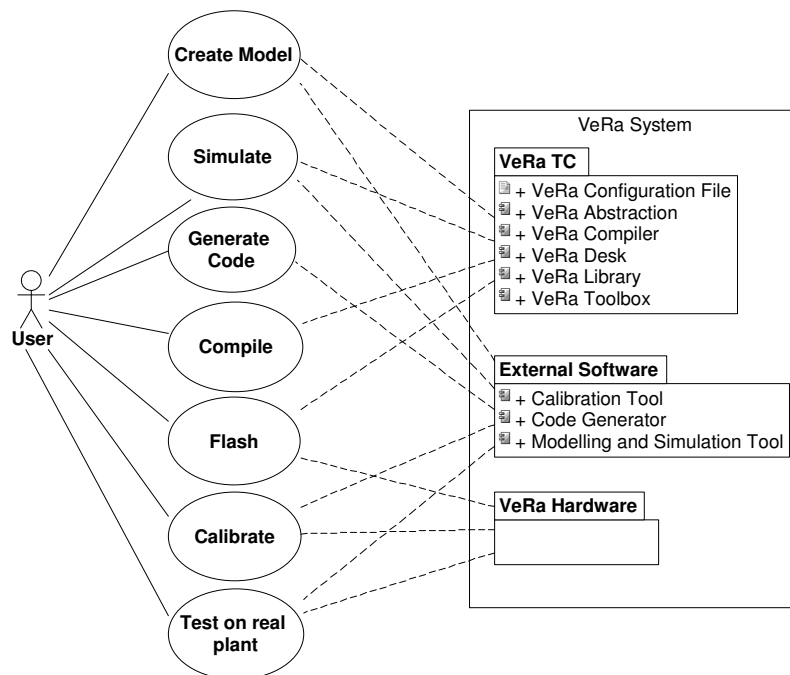 Create Model
Simulate
Generate
Code
Compile
Flash
Calibrate
Test on real
plant
User
VeRa System
VeRa TC
+ VeRa Configuration File
+ VeRa Abstraction
+ VeRa Compiler
+ VeRa Desk
+ VeRa Library
+ VeRa Toolbox
External Software
+ Calibration Tool
+ Code Generator
+ Modelling and Simulation Tool
VeRa Hardware